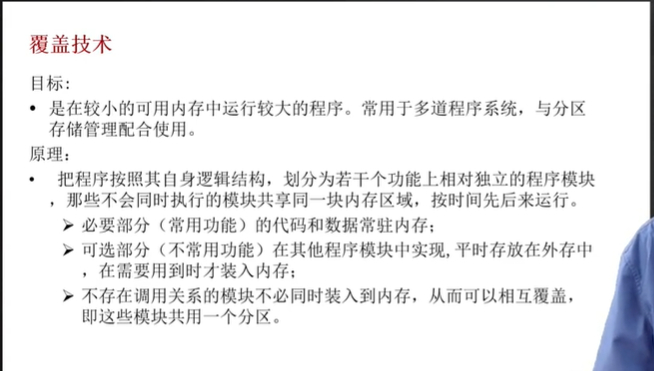 覆盖技术
目标:
• 是在较小的可用内存中运行较大的程序。常用于多道程序系统，与分区
存储管理配合使用。
原理：
• 把程序按照其自身逻辑结构，划分为若干个功能上相对独立的程序模块
，那些不会同时执行的模块共享同一块内存区域，按时间先后来运行。
➢ 必要部分（常用功能）的代码和数据常驻内存；
➢ 可选部分（不常用功能）在其他程序模块中实现,平时存放在外存中
，在需要用到时才装入内存；
➢ 不存在调用关系的模块不必同时装入到内存，从而可以相互覆盖，
即这些模块共用一个分区。